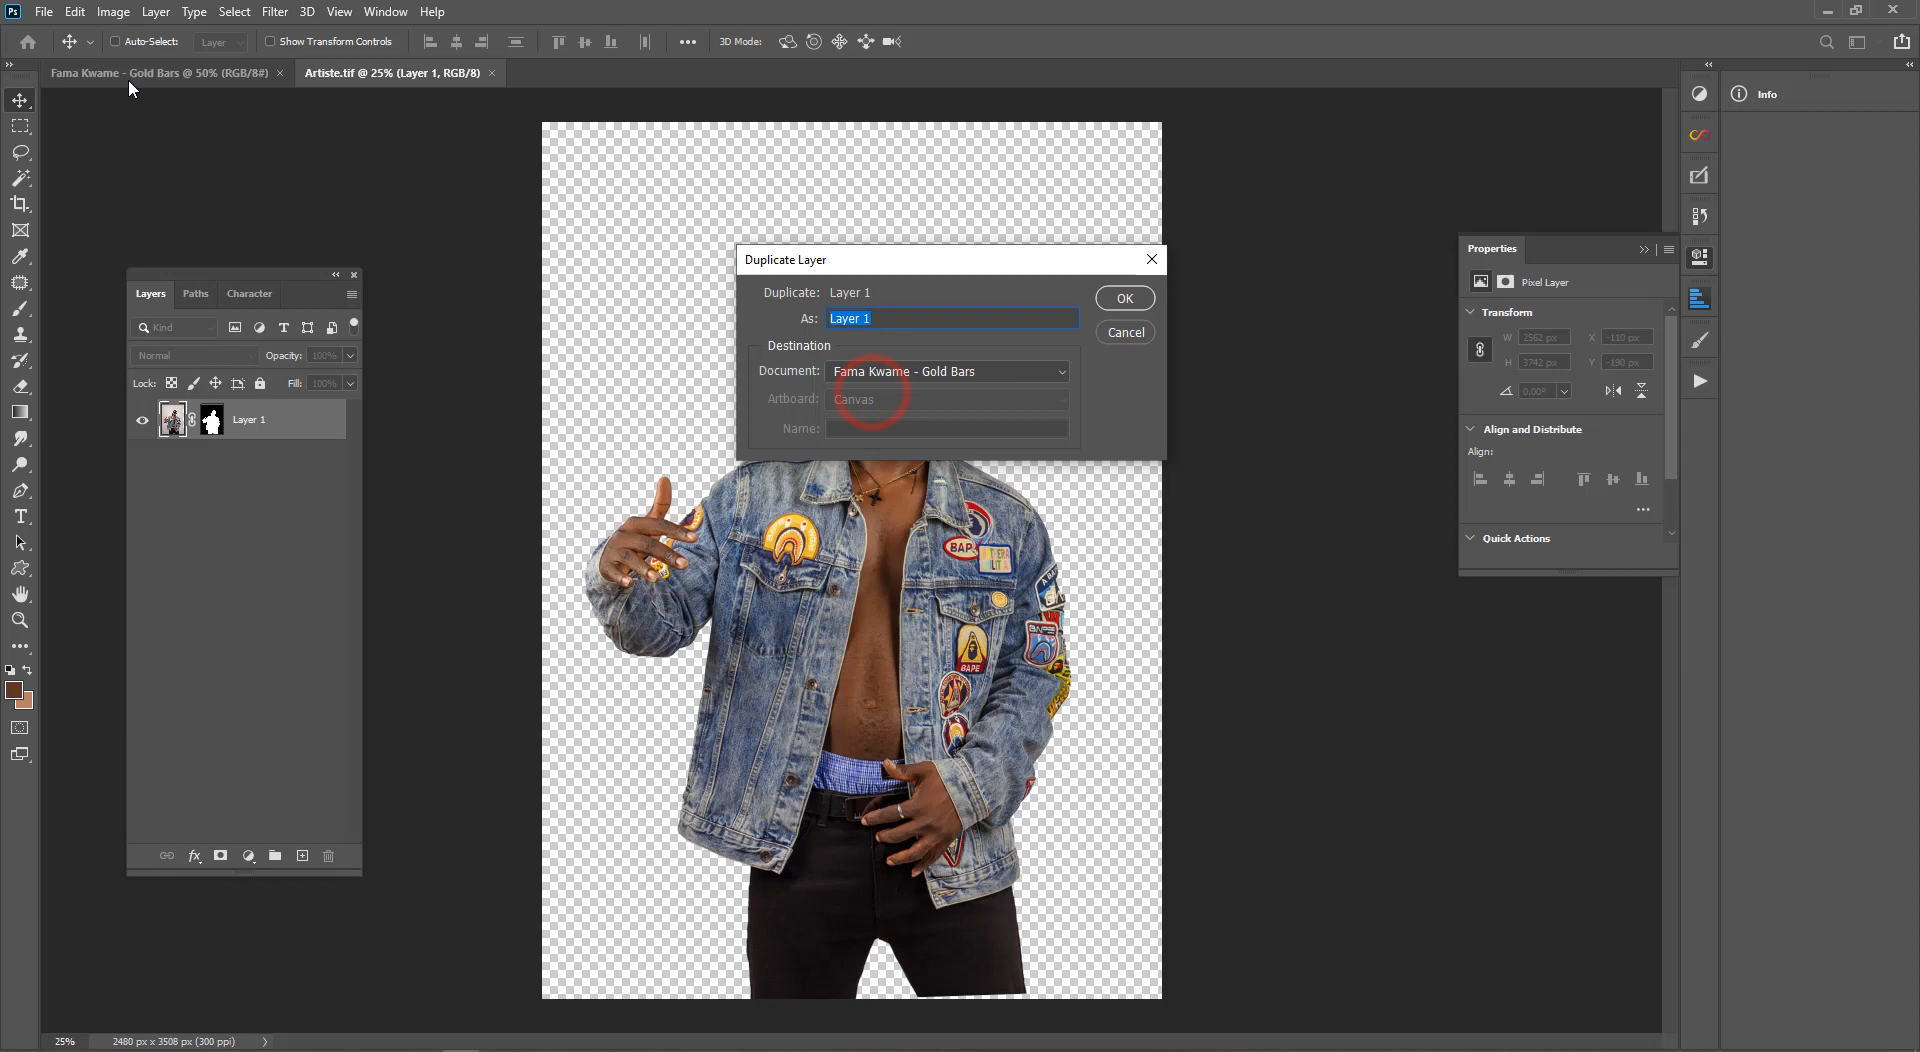 Ps File Edit Image Layer Type Select Filter 3D View Window Help
Auto-Select: Layer Show Transform Controls 3D Mode:
Fama Kwame - Gold Bars @ 50% (RGB/8#) × Artiste.tif @ 25% (Layer 1, RGB/8) ×
Info
Duplicate Layer
Duplicate: Layer 1
As: Layer 1
OK
Cancel
Destination
Document: Fama Kwame - Gold Bars
Artboard: Canvas
Name:
Layers Paths Character
Kind
Normal Opacity: 100%
Lock: Fill: 100%
Layer 1
fx
Properties
Pixel Layer
Transform
W 2562 px X -110 px
H 3742 px Y -190 px
0.00°
Align and Distribute
Align:
Quick Actions
BAPE
BAPE
25% 2480 px x 3508 px (300 ppi)